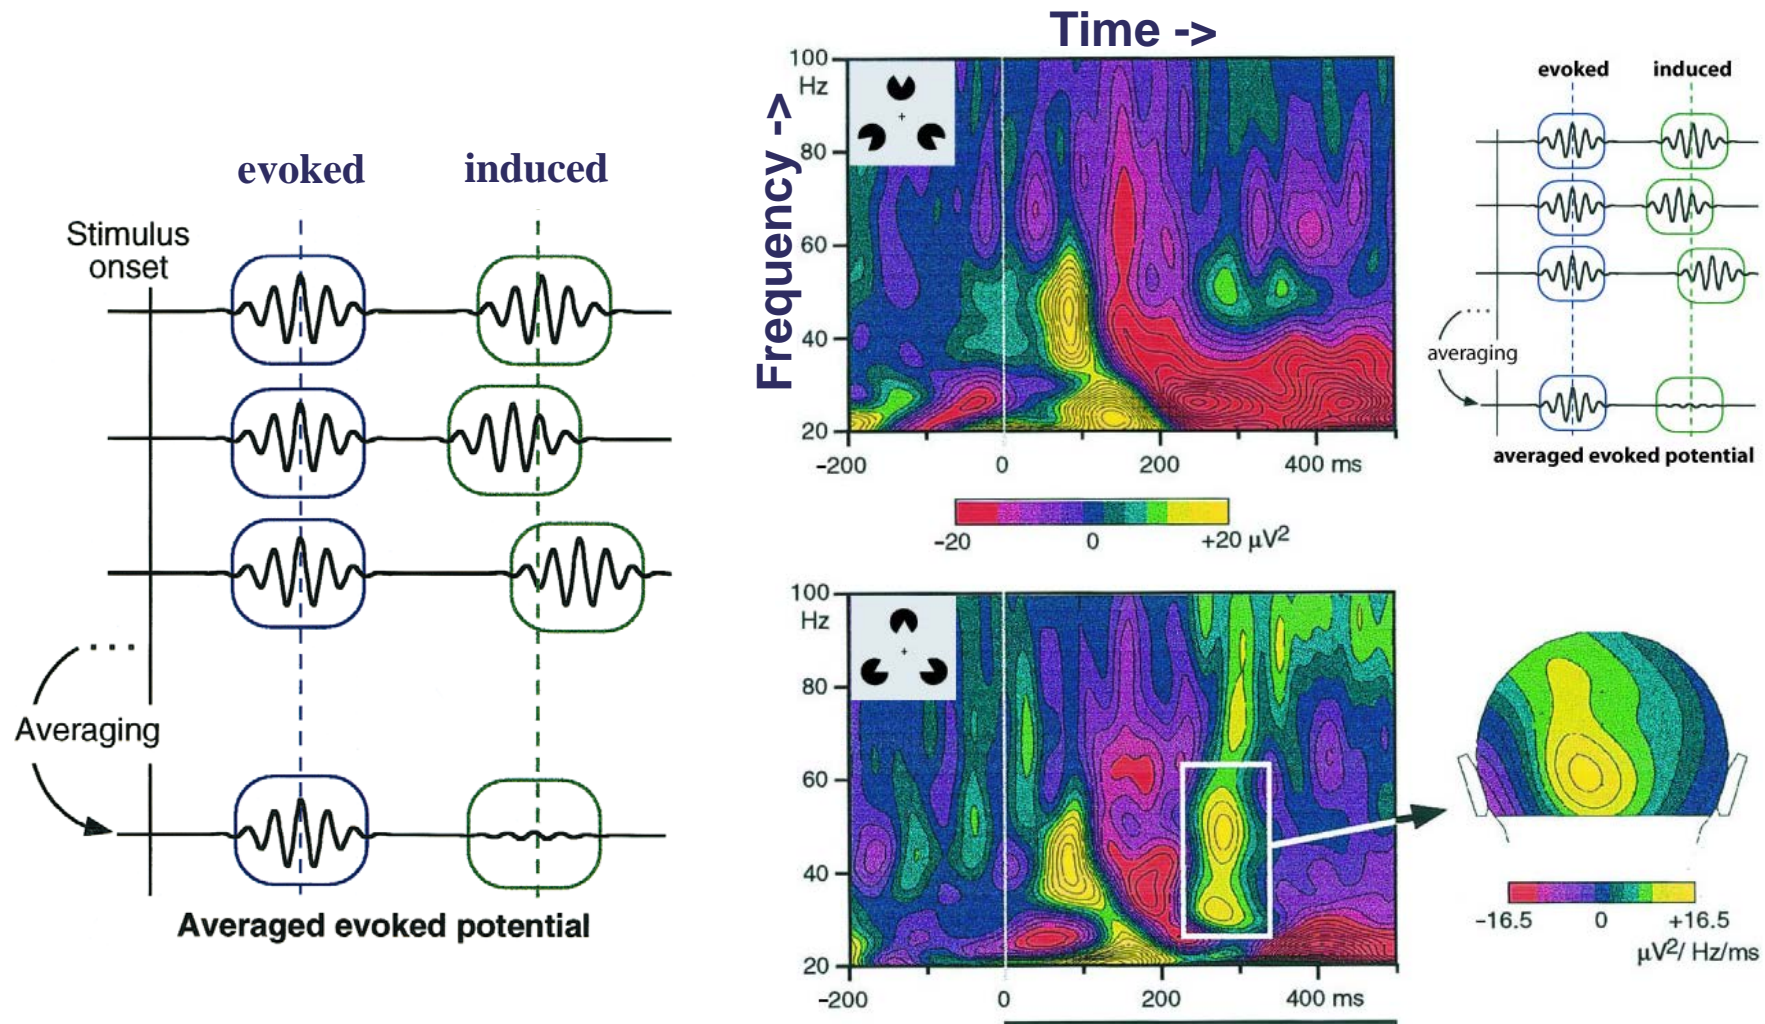 evoked
induced
Stimulus
onset
...
Averaging
Averaged evoked potential
Time ->
Frequency ->
100
Hz
80
60
40
20
-200
0
200
400 ms
-20
0
+20 µV²
100
Hz
80
60
40
20
-200
0
200
400 ms
evoked
induced
...
averaging
averaged evoked potential
-16.5
0
+16.5
µV²/ Hz/ms